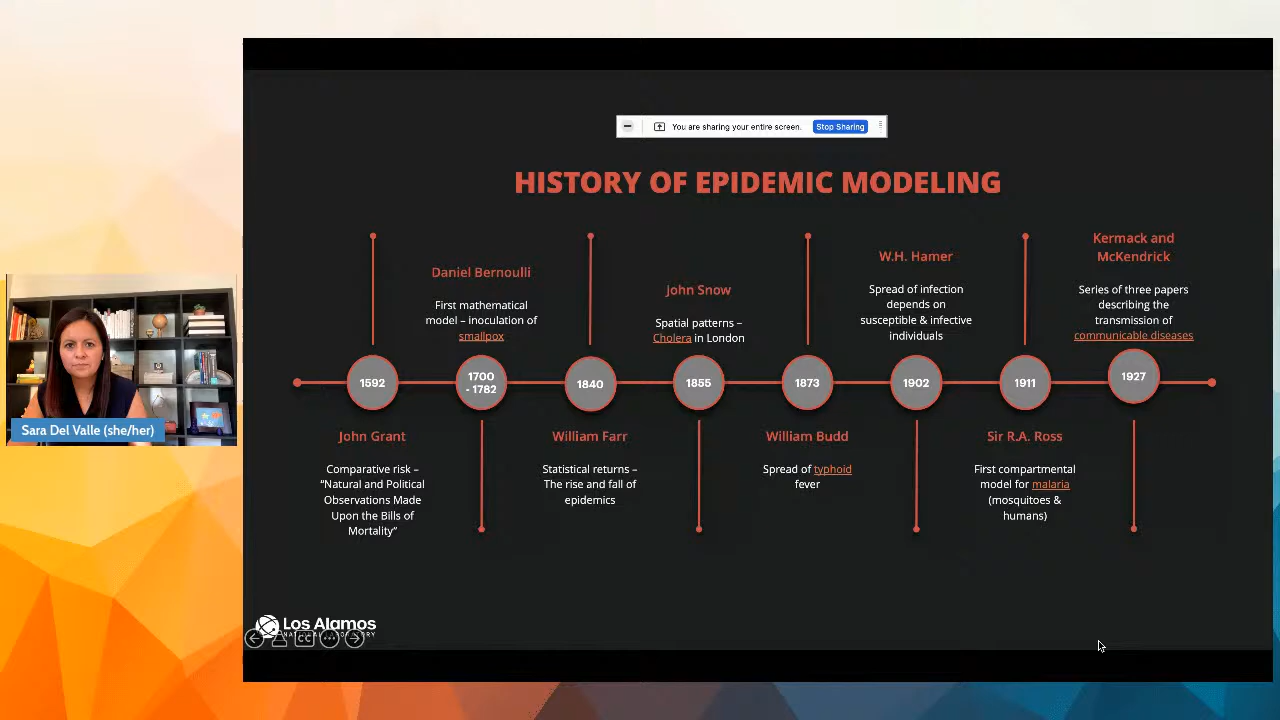 You are sharing your entire screen.
Stop Sharing
HISTORY OF EPIDEMIC MODELING
Daniel Bernoulli
First mathematical
model – inoculation of
smallpox
John Snow
Spatial patterns –
Cholera in London
W.H. Hamer
Spread of infection
depends on
susceptible & infective
individuals
Kermack and
McKendrick
Series of three papers
describing the
transmission of
communicable diseases
1592
1700
- 1782
1840
1855
1873
1902
1911
1927
John Grant
Comparative risk –
“Natural and Political
Observations Made
Upon the Bills of
Mortality”
William Farr
Statistical returns –
The rise and fall of
epidemics
William Budd
Spread of typhoid
fever
Sir R.A. Ross
First compartmental
model for malaria
(mosquitoes &
humans)
Sara Del Valle (she/her)
Los Alamos
CC